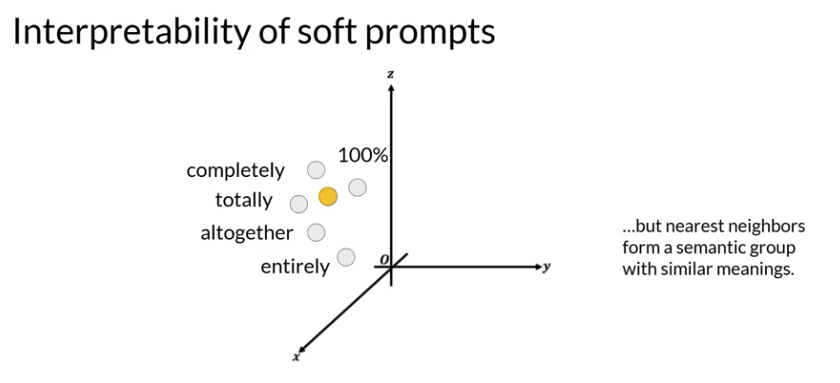 Interpretability of soft prompts
z
100%
completely
totally
altogether
entirely
0
y
x
...but nearest neighbors
form a semantic group
with similar meanings.